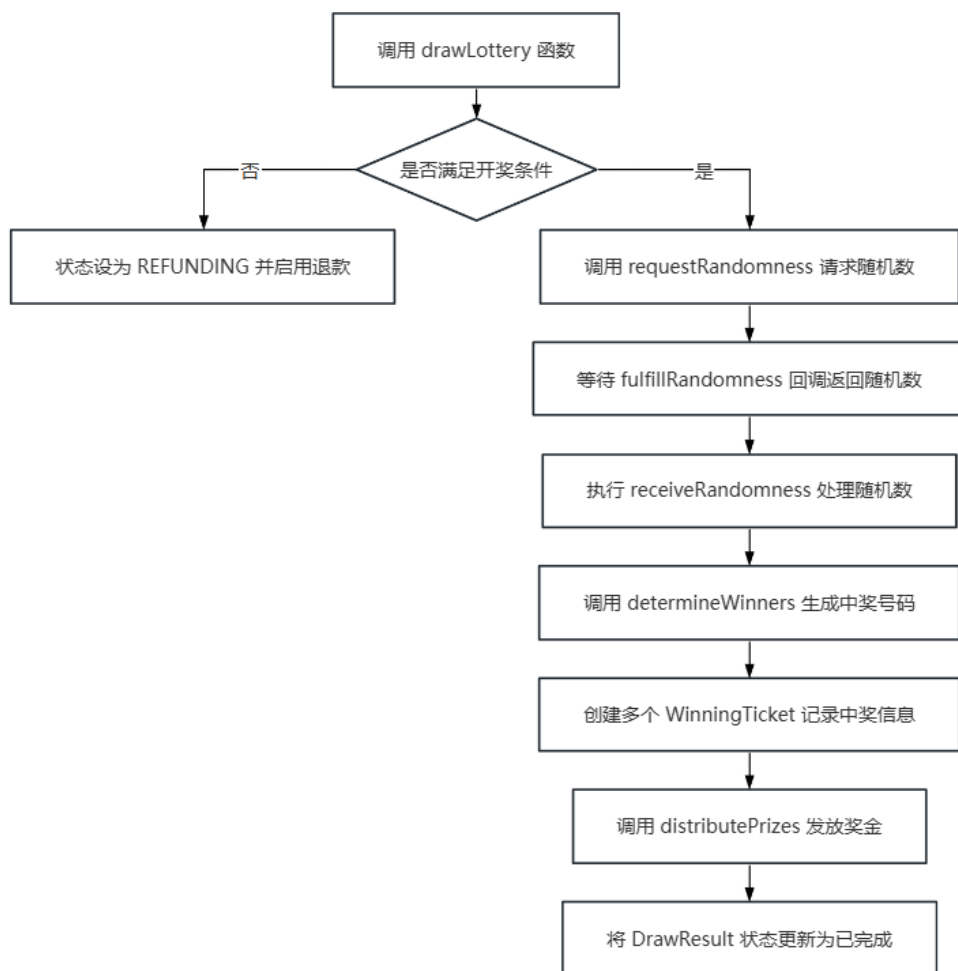 调用 drawLottery 函数
是否满足开奖条件
否
是
状态设为 REFUNDING 并启用退款
调用 requestRandomness 请求随机数
等待 fulfillRandomness 回调返回随机数
执行 receiveRandomness 处理随机数
调用 determineWinners 生成中奖号码
创建多个 WinningTicket 记录中奖信息
调用 distributePrizes 发放奖金
将 DrawResult 状态更新为已完成